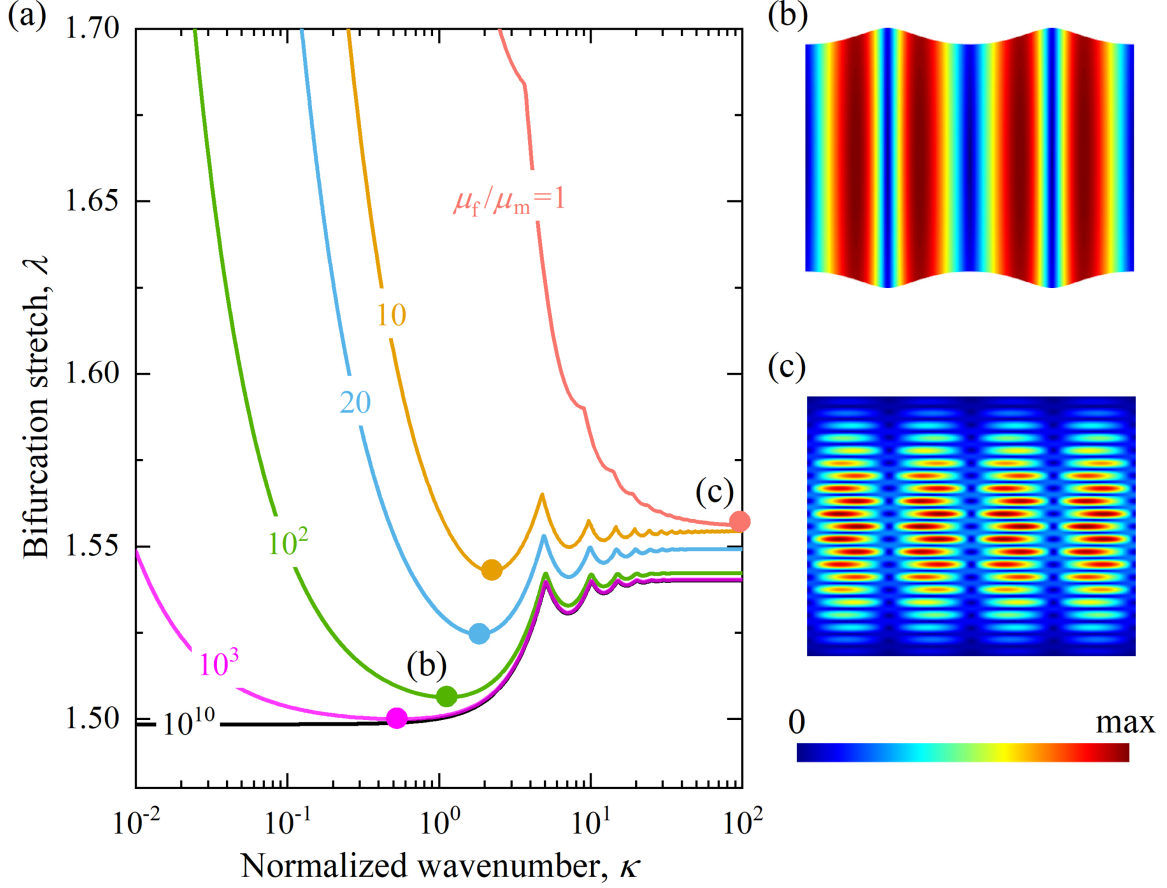 (a)
Bifurcation stretch, λ
1.70
1.65
1.60
1.55
1.50
10⁻²
10⁻¹
10⁰
10¹
10²
Normalized wavenumber, κ
μf/μm=1
10
20
10²
10³
10¹⁰
(b)
(c)
(b)
(c)
0 max